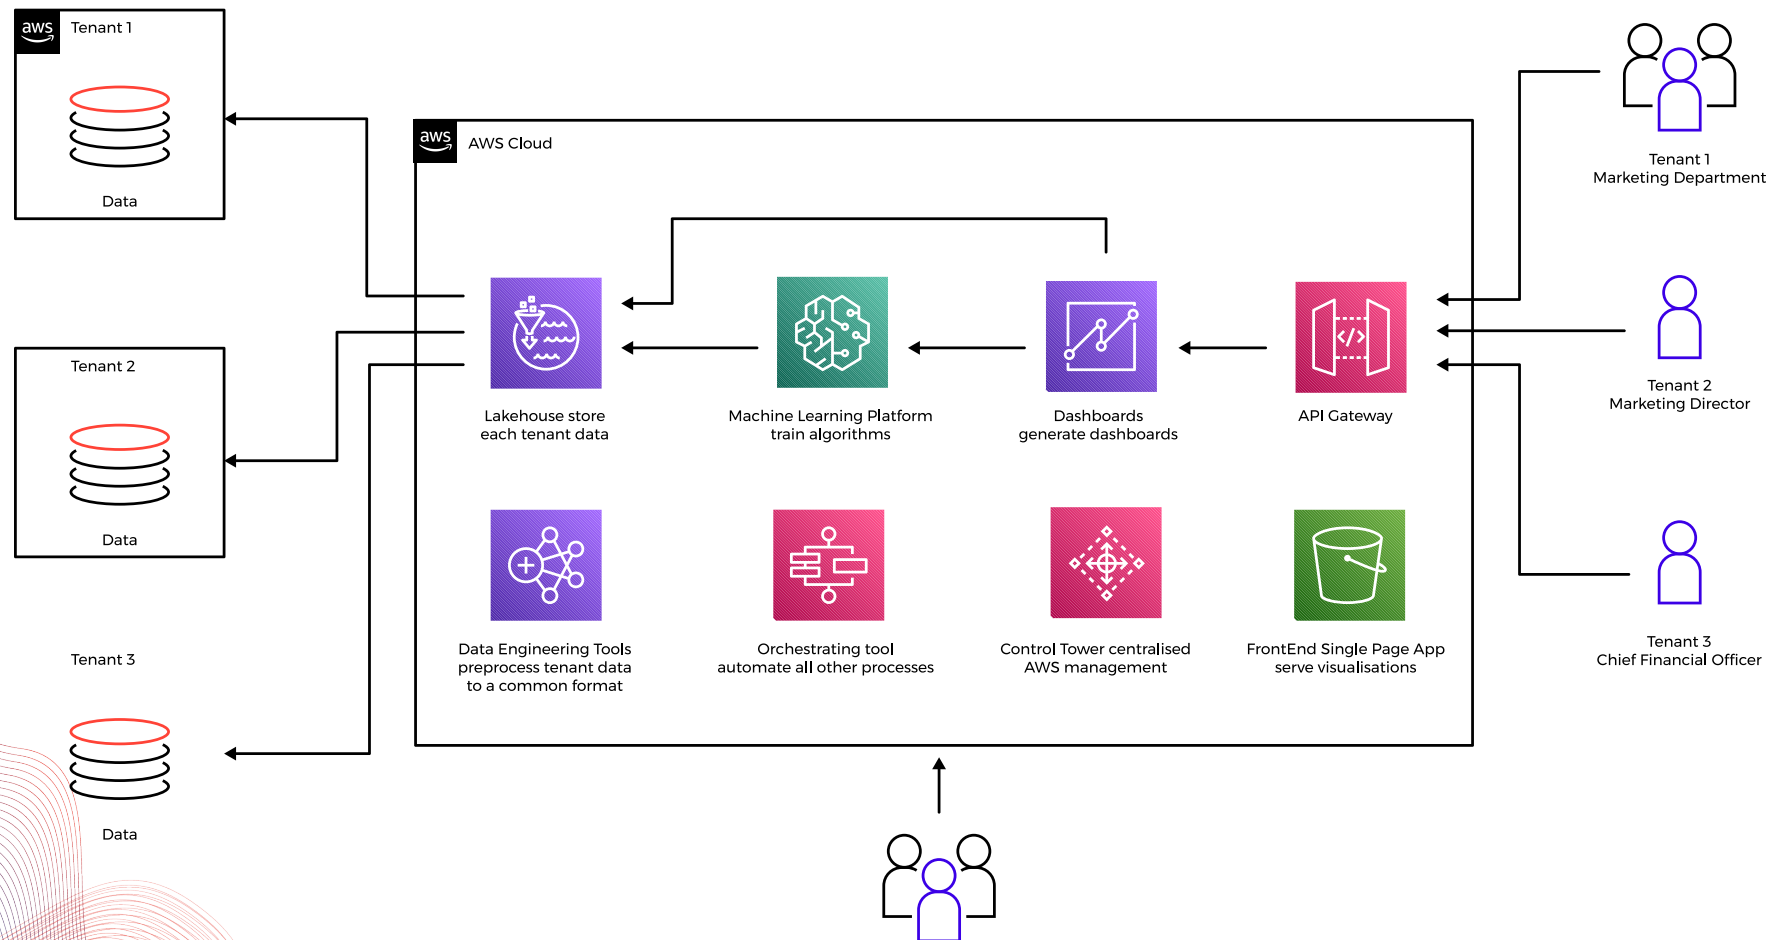 aws
Tenant 1
Data
Tenant 2
Data
Tenant 3
Data
aws
AWS Cloud
Lakehouse store
each tenant data
Machine Learning Platform
train algorithms
Dashboards
generate dashboards
</>
API Gateway
Data Engineering Tools
preprocess tenant data
to a common format
Orchestrating tool
automate all other processes
Control Tower centralised
AWS management
FrontEnd Single Page App
serve visualisations
Tenant 1
Marketing Department
Tenant 2
Marketing Director
Tenant 3
Chief Financial Officer